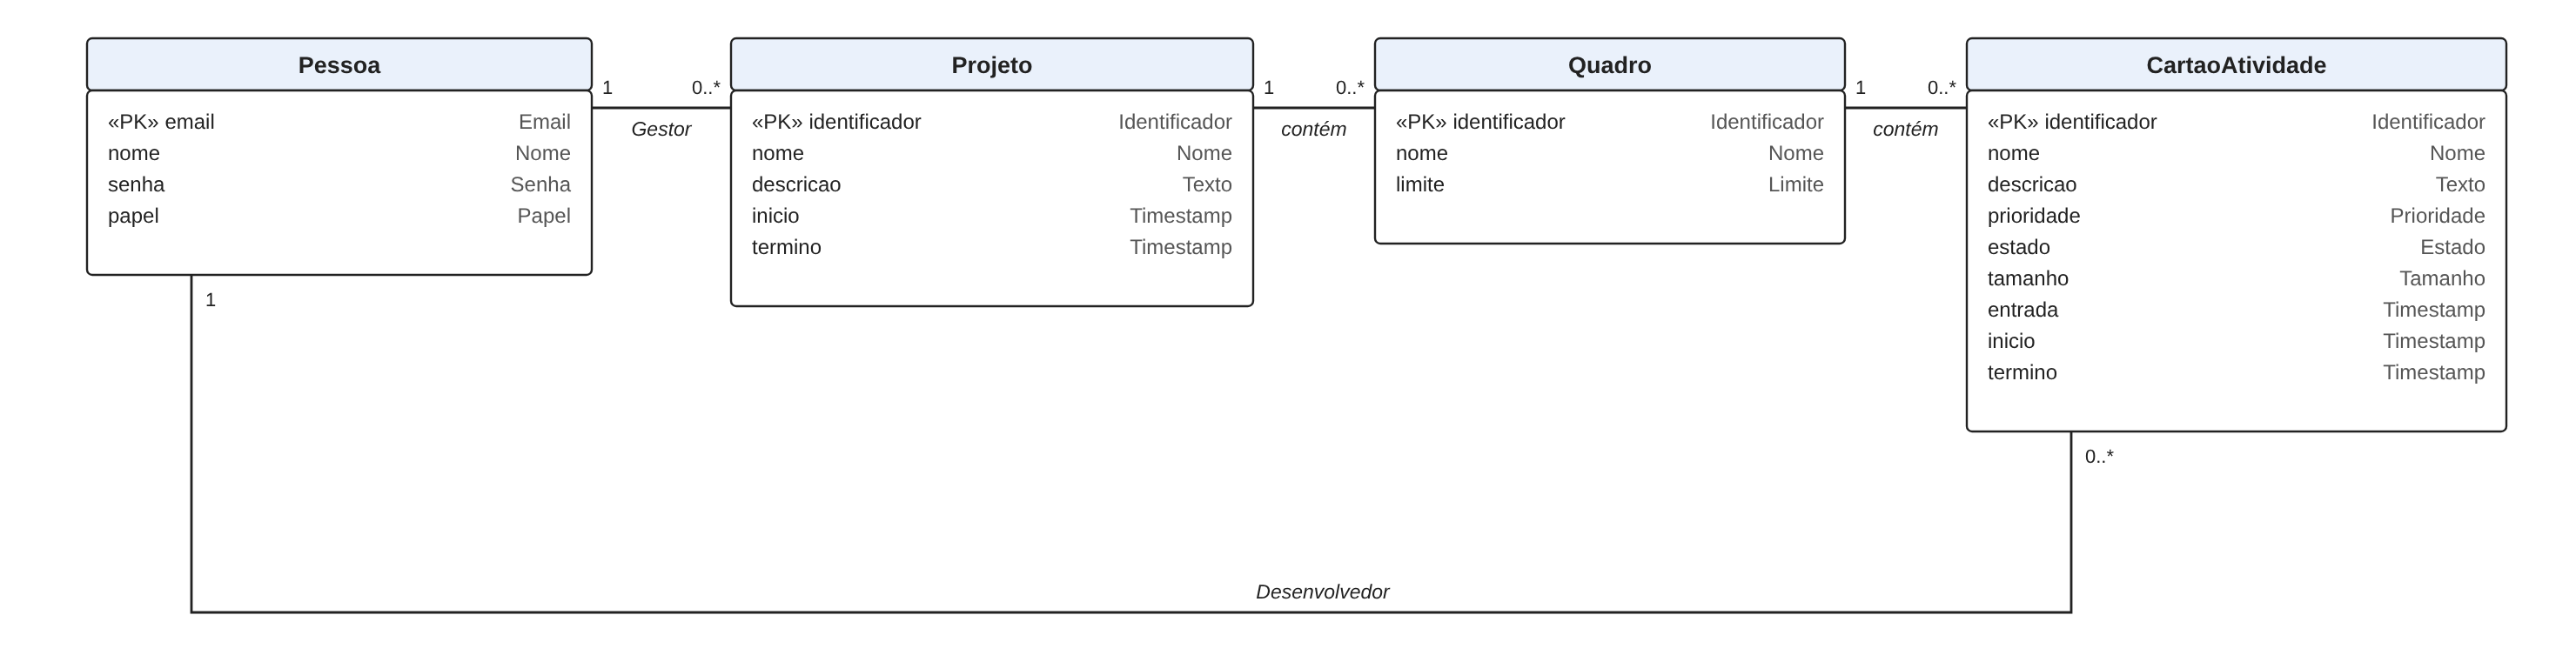 Pessoa
«PK» email Email
nome Nome
senha Senha
papel Papel
1 0..*
Gestor
Projeto
«PK» identificador Identificador
nome Nome
descricao Texto
inicio Timestamp
termino Timestamp
1 0..*
contém
Quadro
«PK» identificador Identificador
nome Nome
limite Limite
1 0..*
contém
CartaoAtividade
«PK» identificador Identificador
nome Nome
descricao Texto
prioridade Prioridade
estado Estado
tamanho Tamanho
entrada Timestamp
inicio Timestamp
termino Timestamp
1
0..*
Desenvolvedor